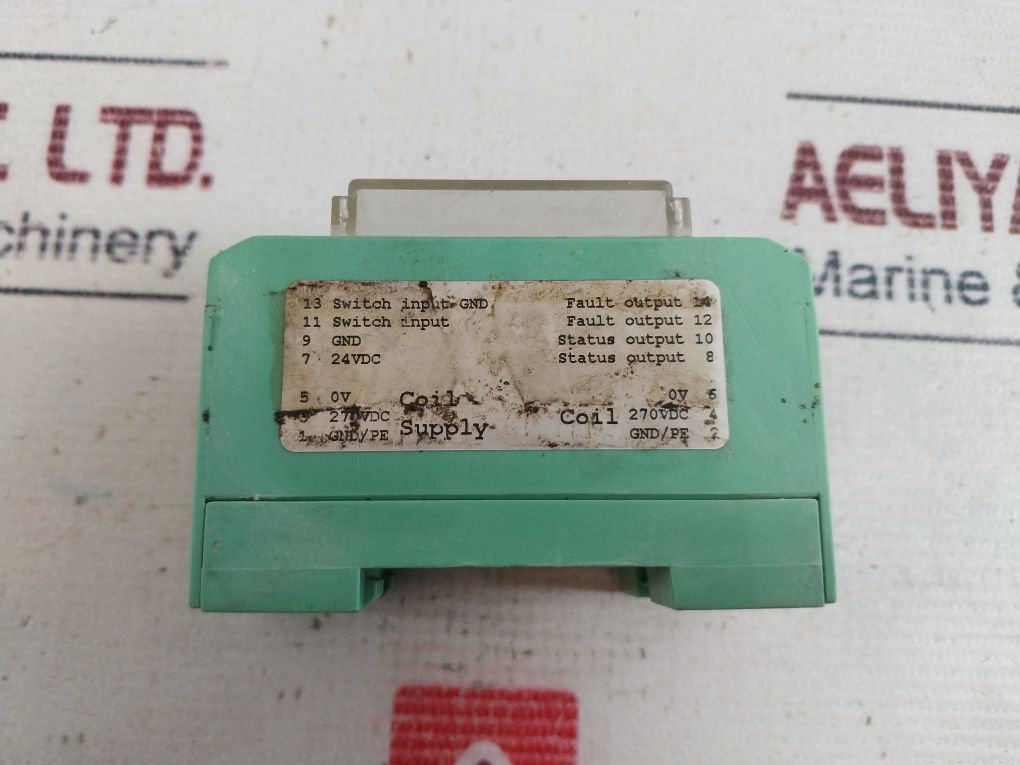 C LTD.
chinery
AELIY
Marine &
13 Switch input GND Fault output 14
11 Switch input Fault output 12
9 GND Status output 10
7 24VDC Status output 8
5 0V Coil 0V 6
3 270VDC Supply Coil 270VDC 4
1 GND/PE GND/PE 2